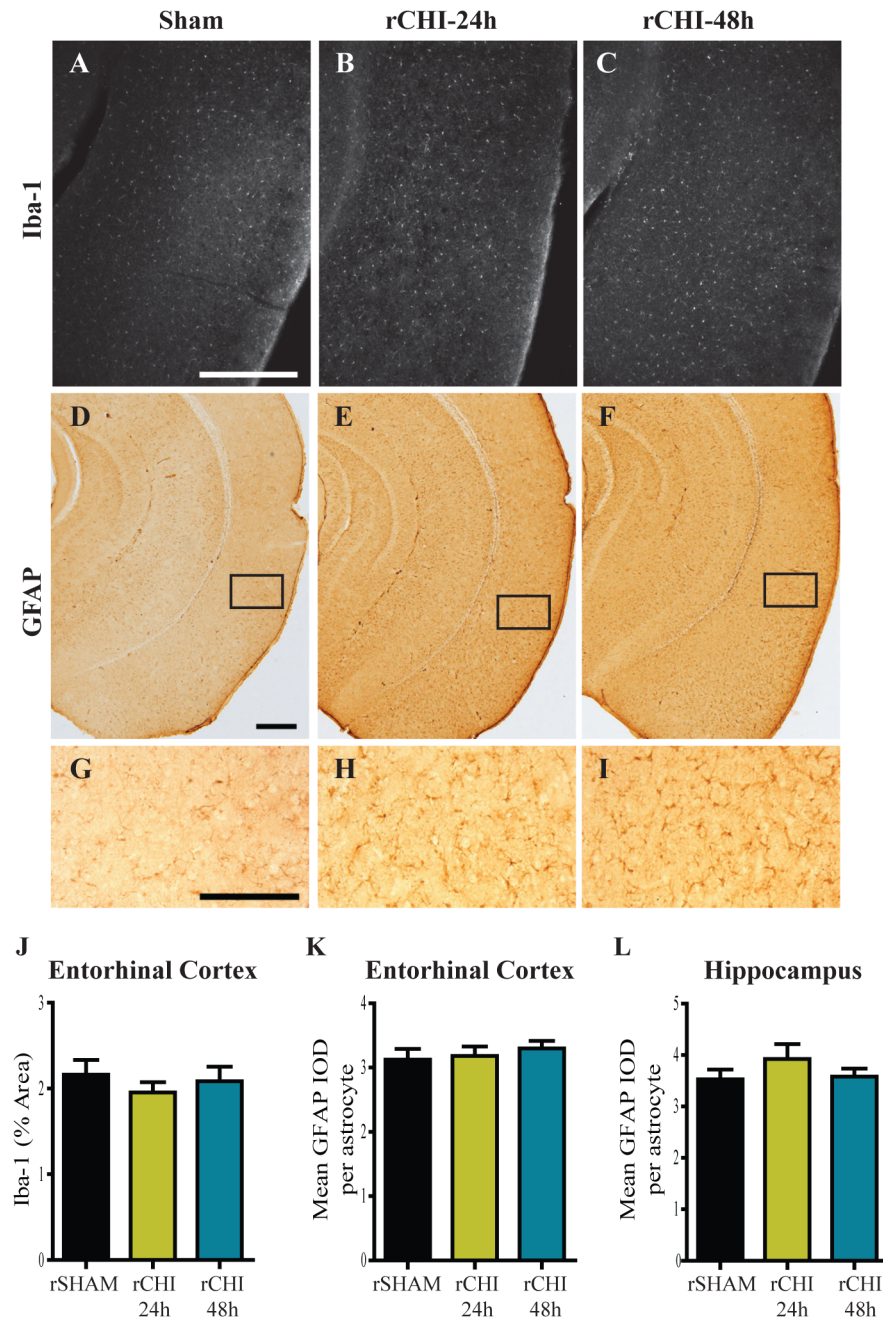 Sham rCHI-24h rCHI-48h
Iba-1
A B C
GFAP
D E F
G H I
J K L
Entorhinal Cortex Entorhinal Cortex Hippocampus
Iba-1 (% Area)
3
2
1
0
rSHAM rCHI 24h rCHI 48h
Mean GFAP IOD
per astrocyte
4
3
2
1
0
rSHAM rCHI 24h rCHI 48h
Mean GFAP IOD
per astrocyte
5
4
3
2
1
0
rSHAM rCHI 24h rCHI 48h